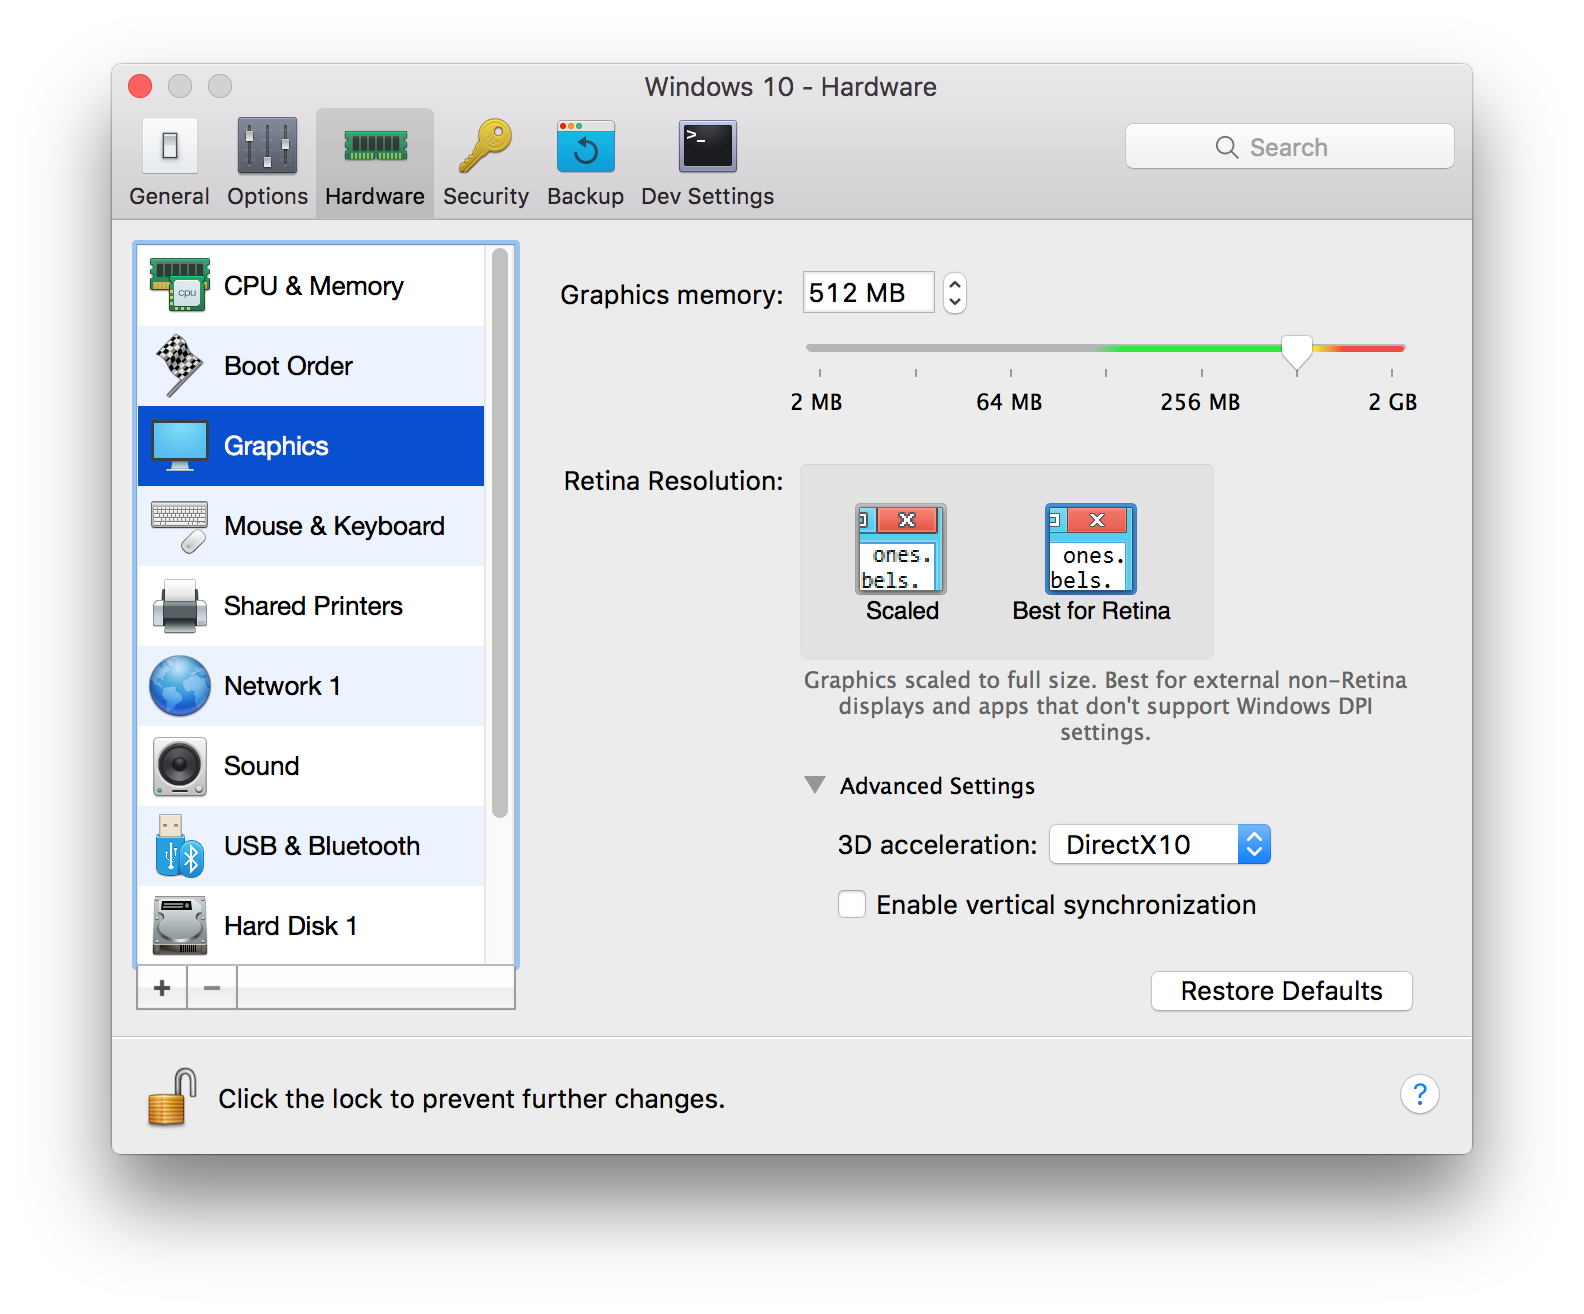 Windows 10 - Hardware
General
Options
Hardware
Security
Backup
>_
Dev Settings
Search
cpu
CPU & Memory
Boot Order
Graphics
Mouse & Keyboard
Shared Printers
Network 1
Sound
USB & Bluetooth
Hard Disk 1
+ −
Graphics memory: 512 MB
2 MB 64 MB 256 MB 2 GB
Retina Resolution:
ones.
bels.
Scaled
ones.
bels.
Best for Retina
Graphics scaled to full size. Best for external non-Retina
displays and apps that don't support Windows DPI
settings.
Advanced Settings
3D acceleration: DirectX10
Enable vertical synchronization
Restore Defaults
Click the lock to prevent further changes.
?